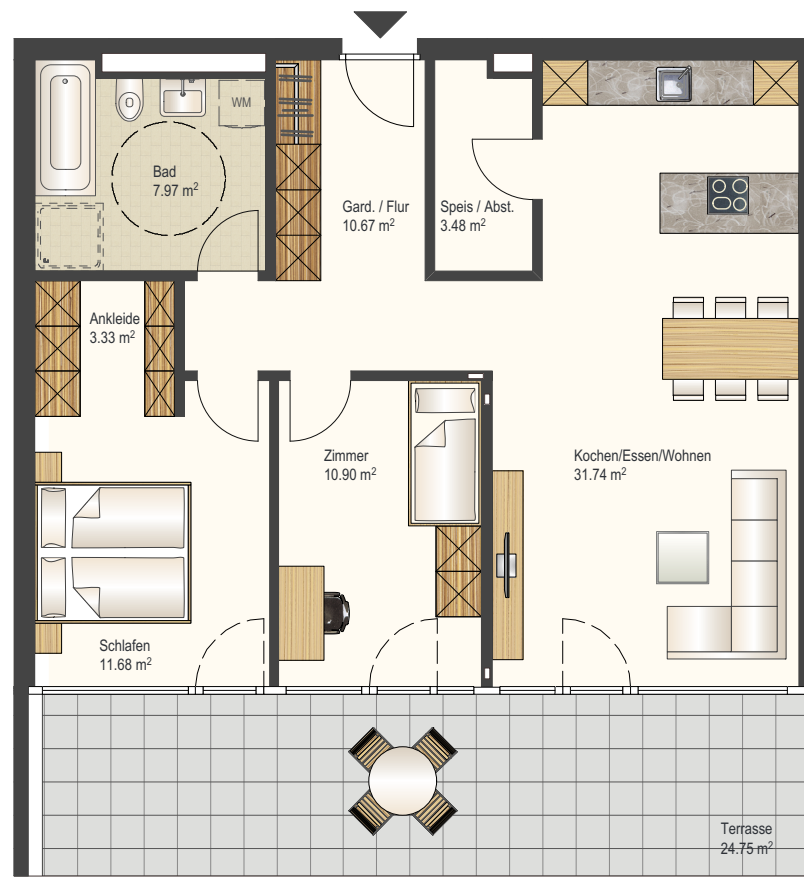 WM
Bad
7.97 m²
Gard. / Flur
10.67 m²
Speis / Abst.
3.48 m²
Ankleide
3.33 m²
Zimmer
10.90 m²
Kochen/Essen/Wohnen
31.74 m²
Schlafen
11.68 m²
Terrasse
24.75 m²